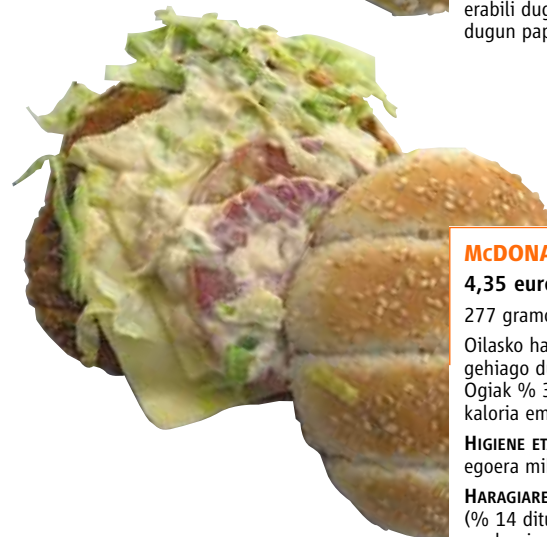 erabili dug
dugun pap
McDONA
4,35 eur
277 gramo
Oilasko ha
gehiago d
Ogiak %
kaloria em
HIGIENE ET
egoera mi
HARAGIARE
(% 14 ditu